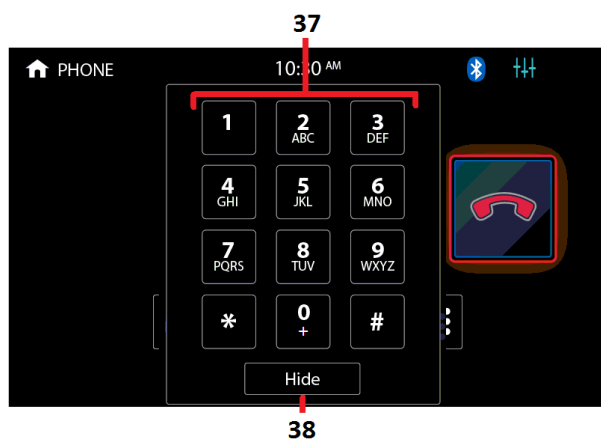 37
PHONE
10:30 AM
1
2
ABC
3
DEF
4
GHI
5
JKL
6
MNO
7
PQRS
8
TUV
9
WXYZ
*
0
+
#
Hide
38